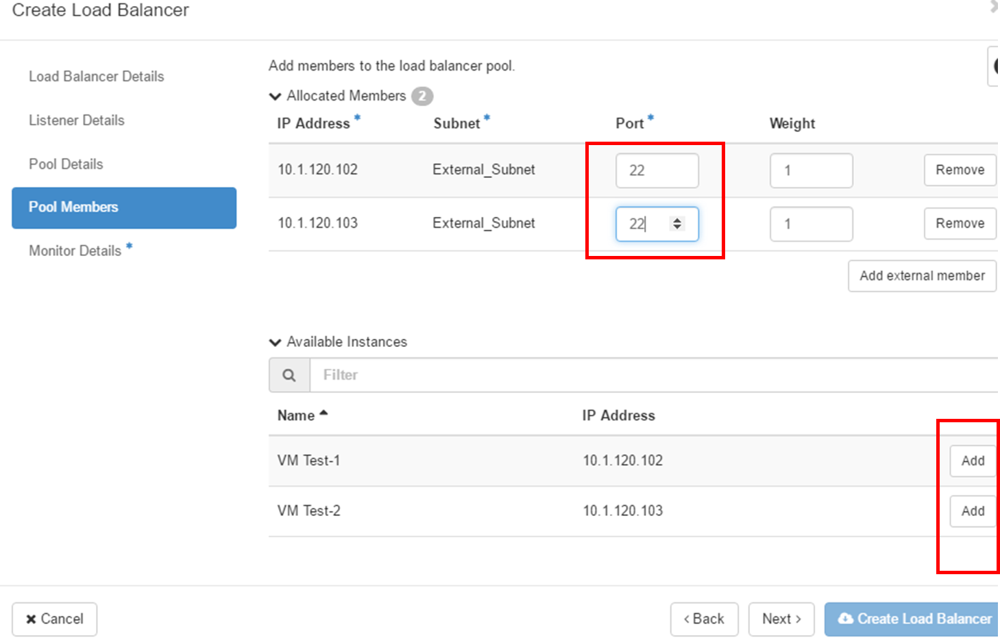 Create Load Balancer
Load Balancer Details
Listener Details
Pool Details
Pool Members
Monitor Details *
Add members to the load balancer pool.
Allocated Members 2
IP Address * Subnet * Port * Weight
10.1.120.102 External_Subnet 22 1 Remove
10.1.120.103 External_Subnet 22 1 Remove
Add external member
Available Instances
Filter
Name IP Address
VM Test-1 10.1.120.102 Add
VM Test-2 10.1.120.103 Add
Cancel < Back Next > Create Load Balancer